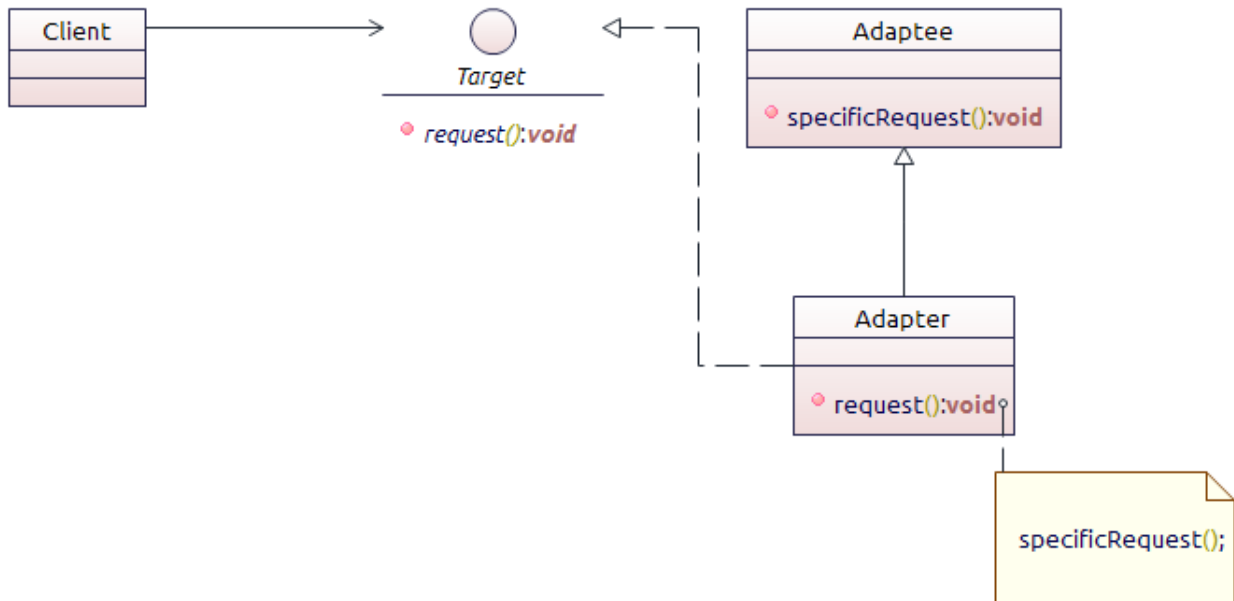 Client
Target
request():void
Adaptee
specificRequest():void
Adapter
request():void
specificRequest();